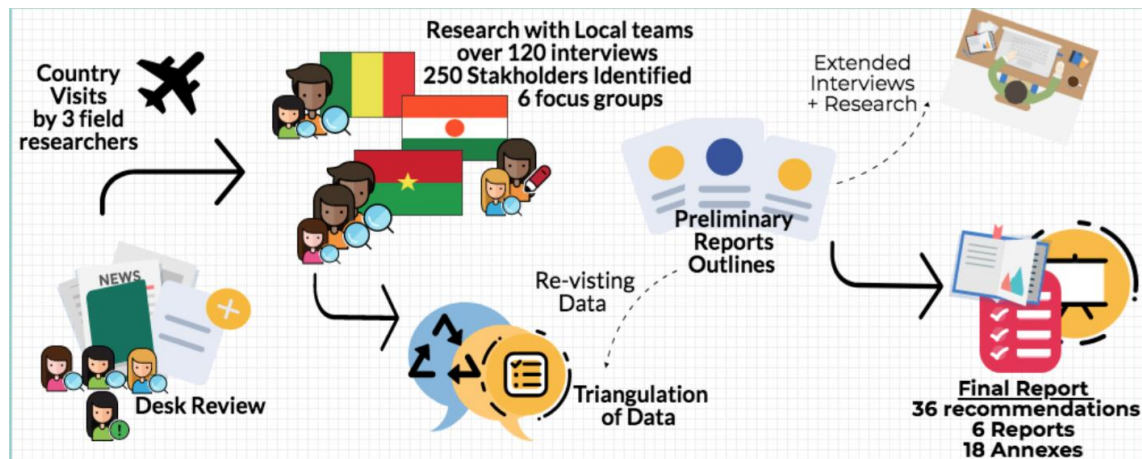 Country
Visits
by 3 field
researchers
Research with Local teams
over 120 interviews
250 Stakholders Identified
6 focus groups
Extended
Interviews
+ Research
NEWS
Desk Review
Preliminary
Reports
Outlines
Re-visting
Data
Triangulation
of Data
Final Report
36 recommendations
6 Reports
18 Annexes